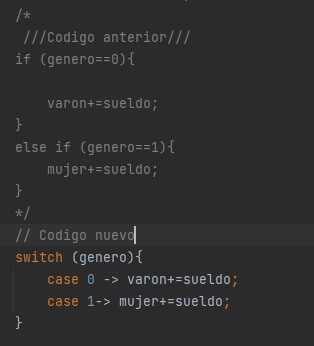 /*
///Codigo anterior///
if (genero==0){
varon+=sueldo;
}
else if (genero==1){
mujer+=sueldo;
}
*/
// Codigo nuevo
switch (genero){
case 0 -> varon+=sueldo;
case 1-> mujer+=sueldo;
}